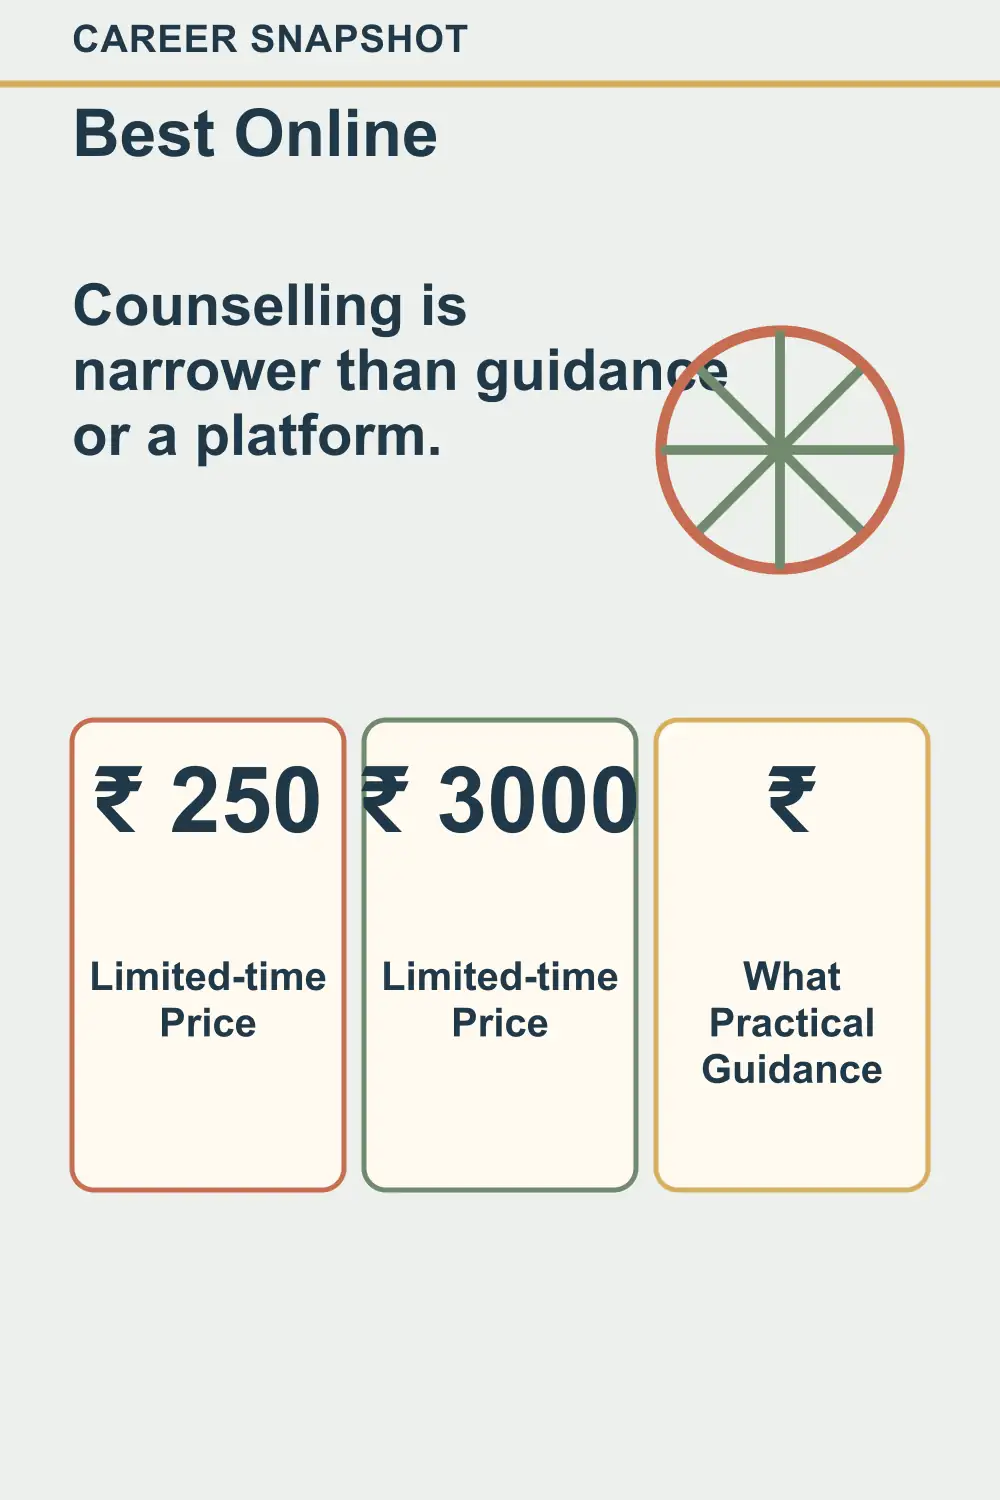 CAREER SNAPSHOT
Best Online
Counselling is
narrower than guidance
or a platform.
₹ 250
Limited-time
Price
₹ 3000
Limited-time
Price
₹
What
Practical
Guidance